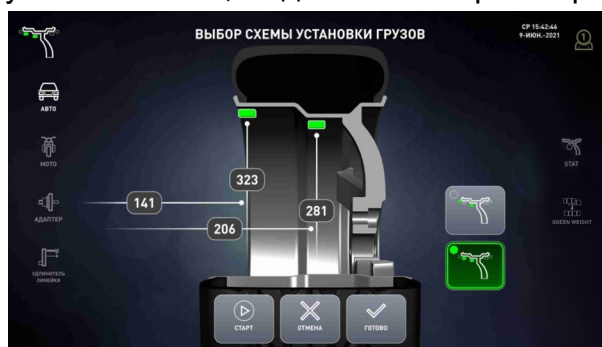 ВЫБОР СХЕМЫ УСТАНОВКИ ГРУЗОВ
СР 15:42:46
9-ИЮН.-2021
1
АВТО
МОТО
STAT
323
141
281
АДАПТЕР
GREEN WEIGHT
206
УДЛИНИТЕЛЬ
ЛИНЕЙКИ
СТАРТ
ОТМЕНА
ГОТОВО